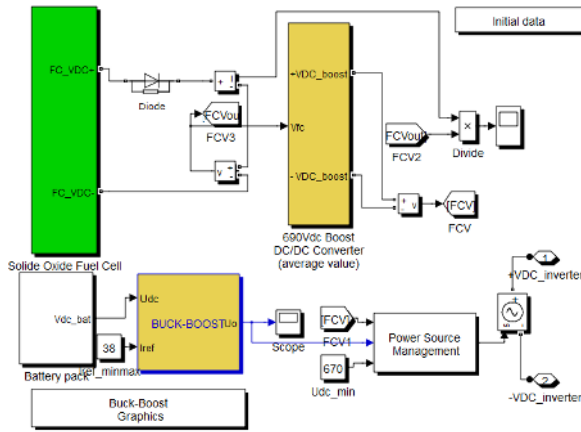 Initial data
FC_VDC+
Diode
FCVou
FCV3
+VDC_boost
Vfc
FCVout
FCV2
×
Divide
FC_VDC-
v
- VDC_boost
v
[FCV]
FCV
Solide Oxide Fuel Cell
690Vdc Boost
DC/DC Converter
(average value)
1
+VDC_inverter
Vdc_bat
Udc
BUCK-BOOST
Uo
[FCV]
FCV1
Scope
38
Iref
Iref_minmax
Battery pack
Power Source
Management
670
Udc_min
2
-VDC_inverter
Buck-Boost
Graphics